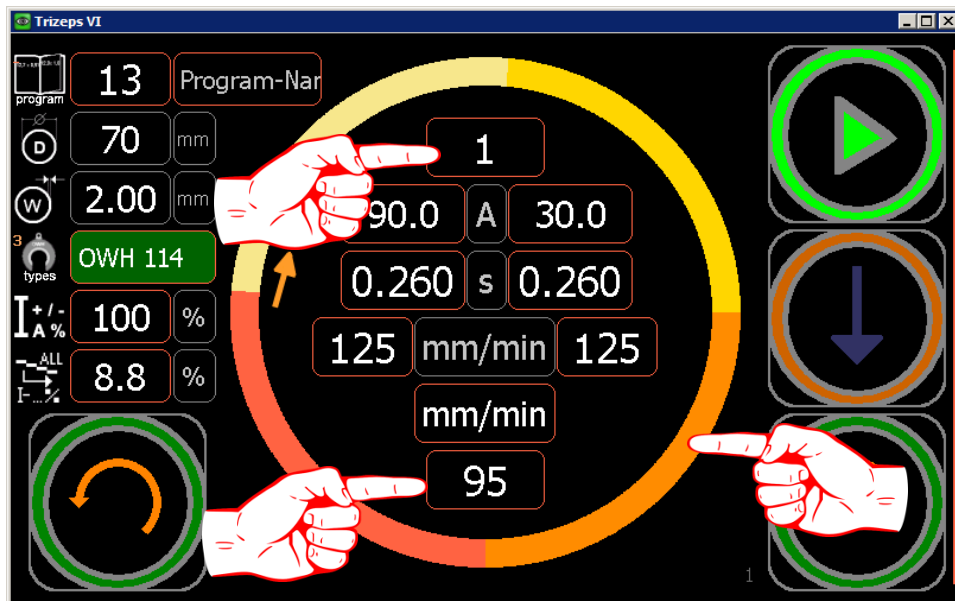 Trizeps VI
program
13
Program-Nar
D
70
mm
W
2.00
mm
3
types
OWH 114
I + / -
A %
100
%
ALL
I-...%
8.8
%
1
90.0 A 30.0
0.260 s 0.260
125 mm/min 125
mm/min
95
1